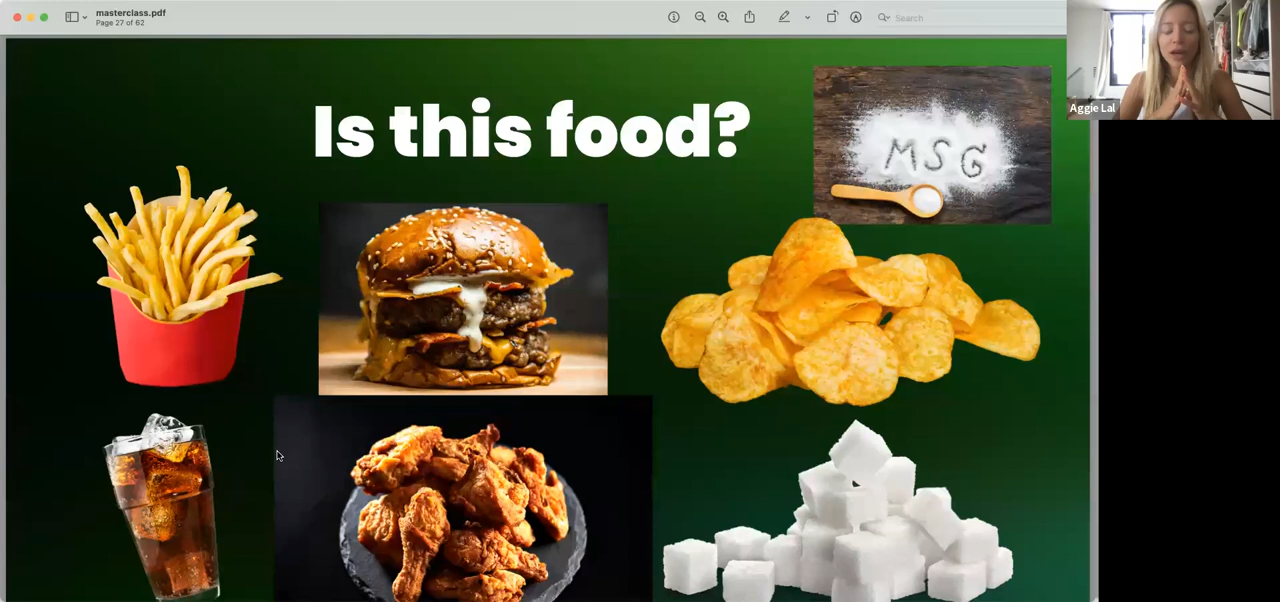 masterclass.pdf
Page 27 of 62
Search
Aggie Lal
Is this food?
MSG